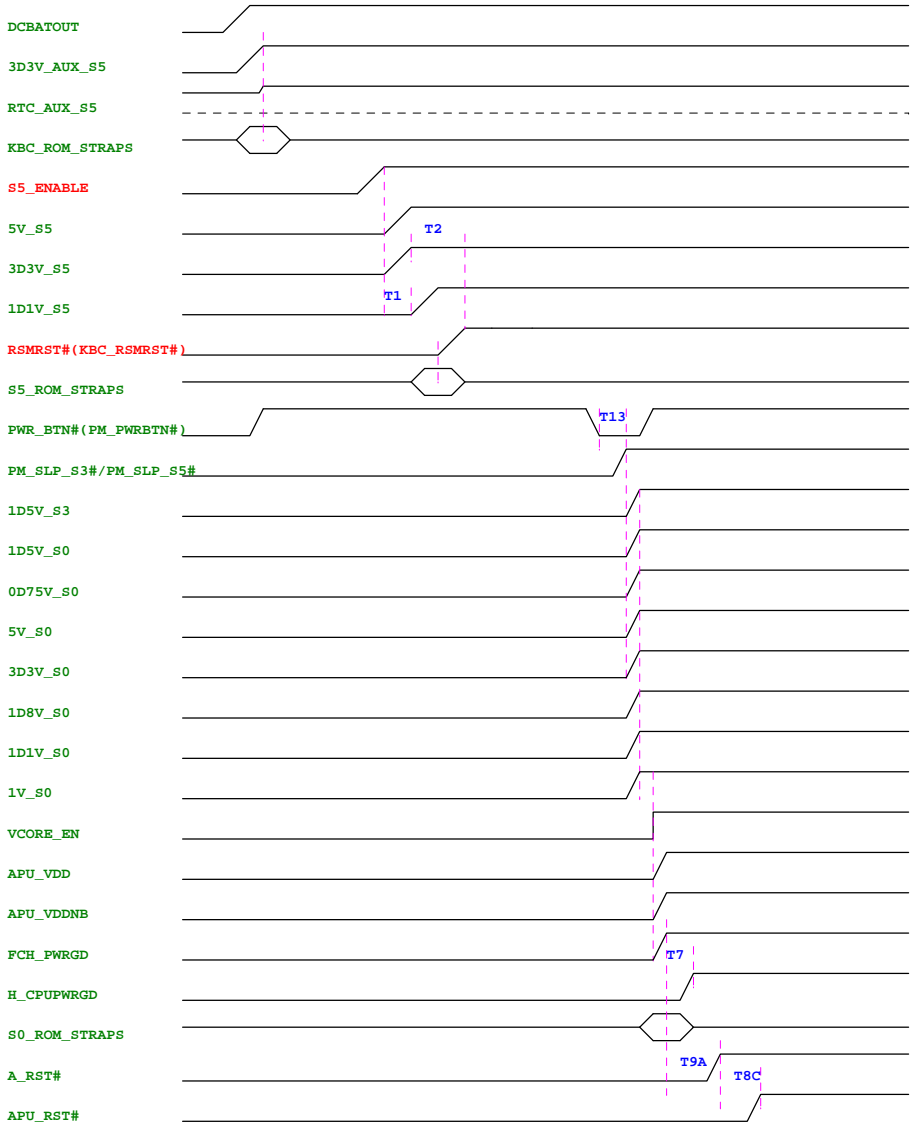 DCBATOUT
3D3V_AUX_S5
RTC_AUX_S5
KBC_ROM_STRAPS
S5_ENABLE
5V_S5
T2
3D3V_S5
T1
1D1V_S5
RSMRST#(KBC_RSMRST#)
S5_ROM_STRAPS
PWR_BTN#(PM_PWRBTN#)
T13
PM_SLP_S3#/PM_SLP_S5#
1D5V_S3
1D5V_S0
0D75V_S0
5V_S0
3D3V_S0
1D8V_S0
1D1V_S0
1V_S0
VCORE_EN
APU_VDD
APU_VDDNB
FCH_PWRGD
T7
H_CPUPWRGD
S0_ROM_STRAPS
T9A
A_RST#
T8C
APU_RST#